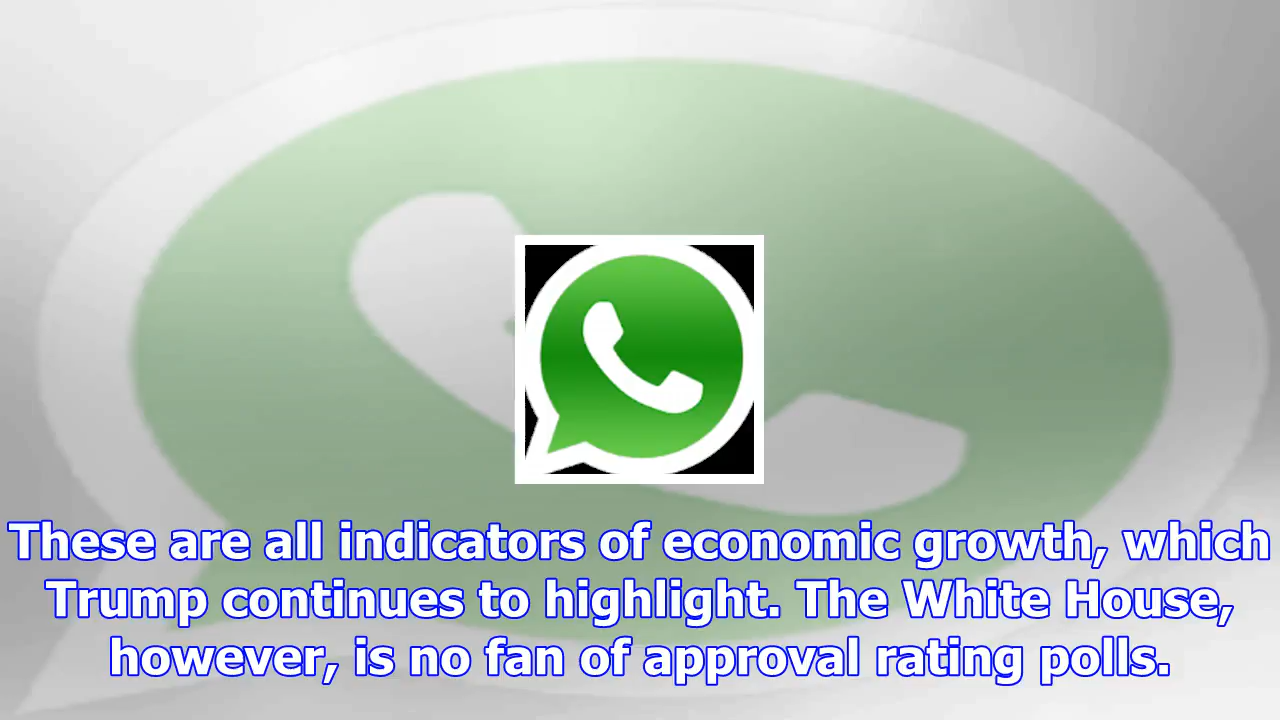 These are all indicators of economic growth, which
Trump continues to highlight. The White House,
however, is no fan of approval rating polls.